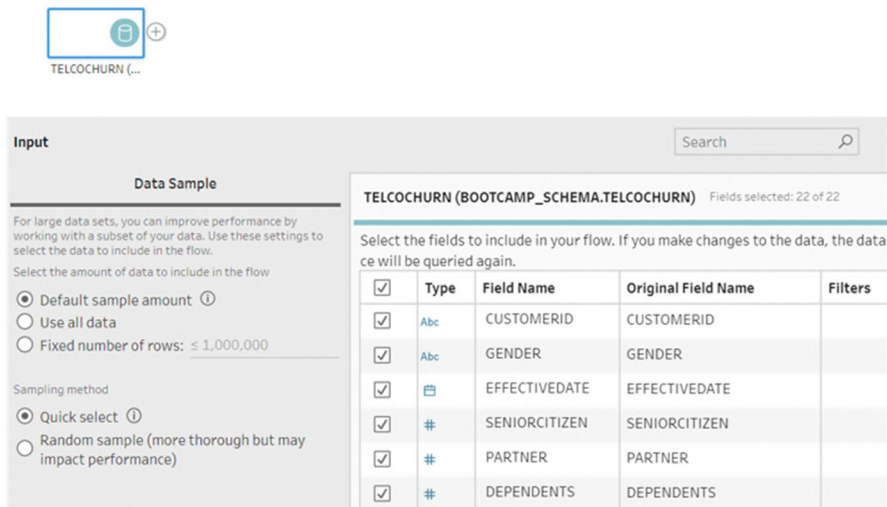 TELCOCHURN (...
Input
Search
Data Sample
For large data sets, you can improve performance by
working with a subset of your data. Use these settings to
select the data to include in the flow.
Select the amount of data to include in the flow
Default sample amount
Use all data
Fixed number of rows: ≤ 1,000,000
Sampling method
Quick select
Random sample (more thorough but may
impact performance)
TELCOCHURN (BOOTCAMP_SCHEMA.TELCOCHURN) Fields selected: 22 of 22
Select the fields to include in your flow. If you make changes to the data, the data
ce will be queried again.
Type Field Name Original Field Name Filters
Abc CUSTOMERID CUSTOMERID
Abc GENDER GENDER
EFFECTIVEDATE EFFECTIVEDATE
# SENIORCITIZEN SENIORCITIZEN
# PARTNER PARTNER
# DEPENDENTS DEPENDENTS